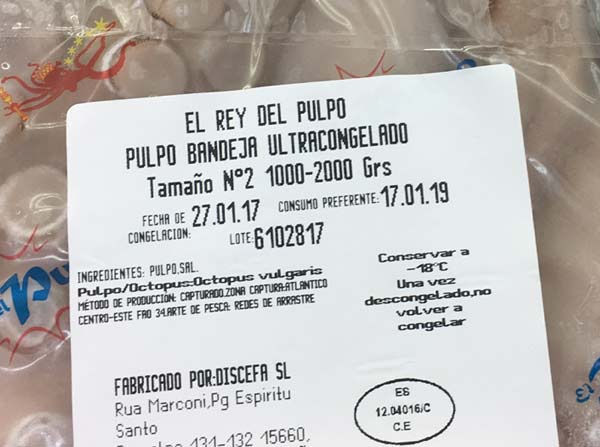 EL REY DEL PULPO
PULPO BANDEJA ULTRACONGELADO
Tamaño Nº2 1000-2000 Grs
FECHA DE CONGELACION: 27.01.17 CONSUMO PREFERENTE: 17.01.19
LOTE: 6102817
INGREDIENTES: PULPO,SAL.
Pulpo/Octopus:Octopus vulgaris
MÉTODO DE PRODUCCION: CAPTURADO,ZONA CAPTURA:ATLANTICO
CENTRO-ESTE FAO 34.ARTE DE PESCA: REDES DE ARRASTRE
Conservar a
-18ºC
Una vez
descongelado,no
volver a
congelar
FABRICADO POR:DISCEFA SL
Rua Marconi,Pg Espiritu
Santo
131-132 15660,
ES
12.04016/C
C.E